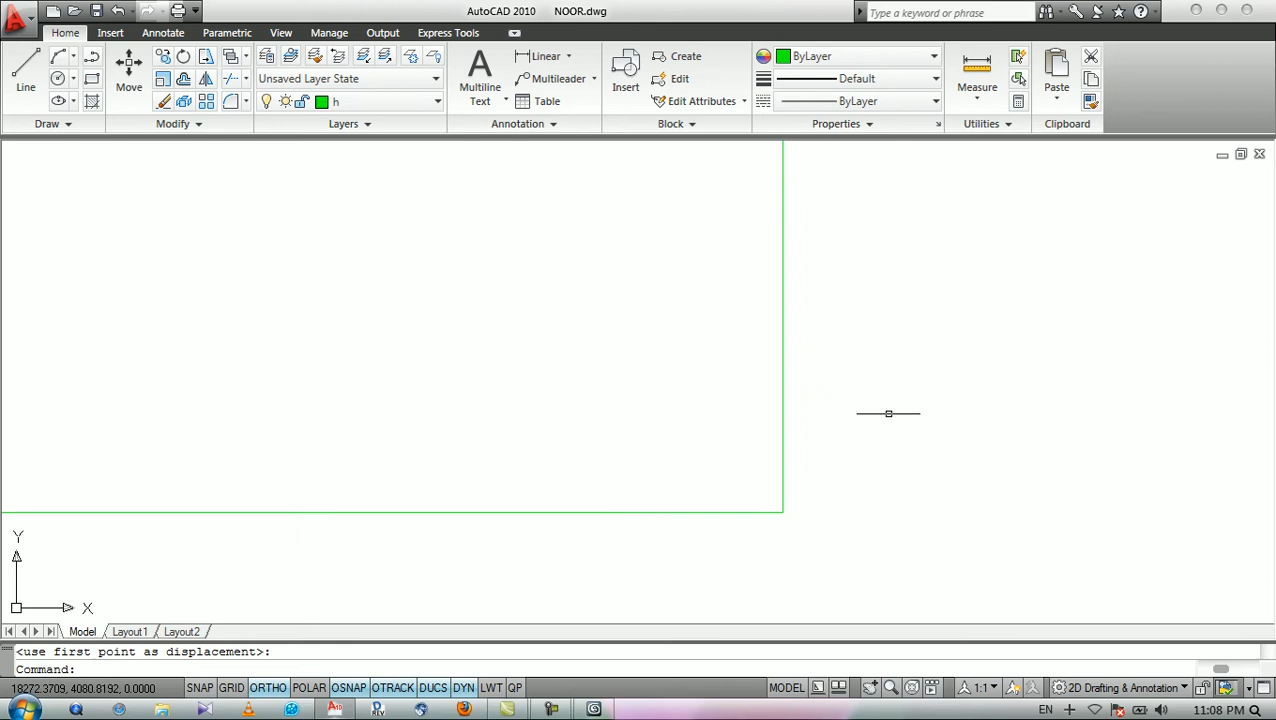 AutoCAD 2010 NOOR.dwg
Type a keyword or phrase
Home Insert Annotate Parametric View Manage Output Express Tools
Line
Move
Unsaved Layer State
h
A
Multiline
Text
Linear
Multileader
Table
Insert
Create
Edit
Edit Attributes
ByLayer
Default
ByLayer
Measure
Paste
Draw Modify Layers Annotation Block Properties Utilities Clipboard
Y
X
Model Layout1 Layout2
<use first point as displacement>:
Command:
18272.3709, 4080.8192, 0.0000 SNAP GRID ORTHO POLAR OSNAP OTRACK DUCS DYN LWT QP MODEL A 1:1 2D Drafting & Annotation
EN 11:08 PM